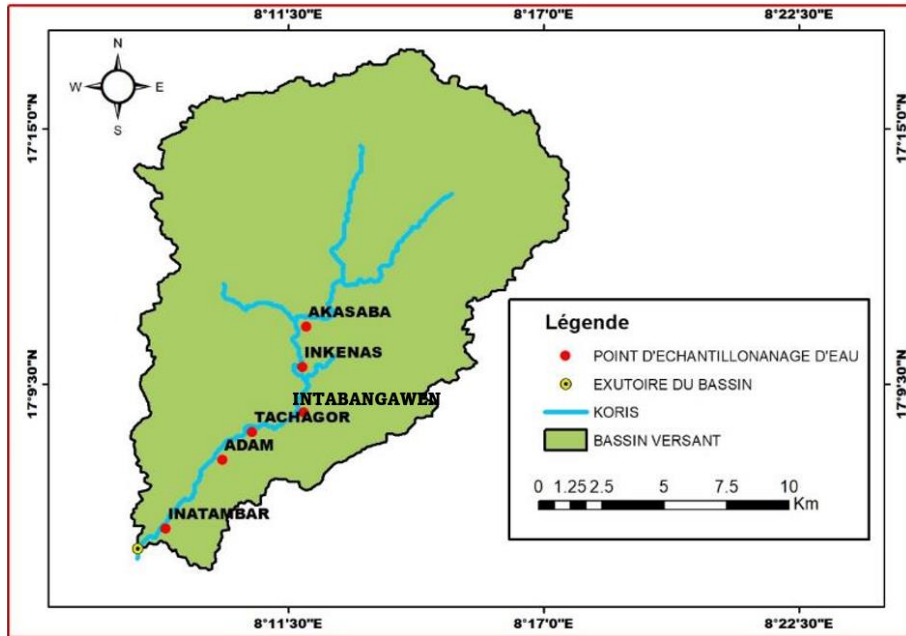 8°11'30"E 8°17'0"E 8°22'30"E
N
W E
S
17°15'0"N 17°15'0"N
AKASABA
INKENAS
INTABANGAWEN
TACHAGOR
ADAM
INATAMBAR
17°9'30"N 17°9'30"N
Légende
POINT D'ECHANTILLONANAGE D'EAU
EXUTOIRE DU BASSIN
KORIS
BASSIN VERSANT
0 1.25 2.5 5 7.5 10
Km
8°11'30"E 8°17'0"E 8°22'30"E